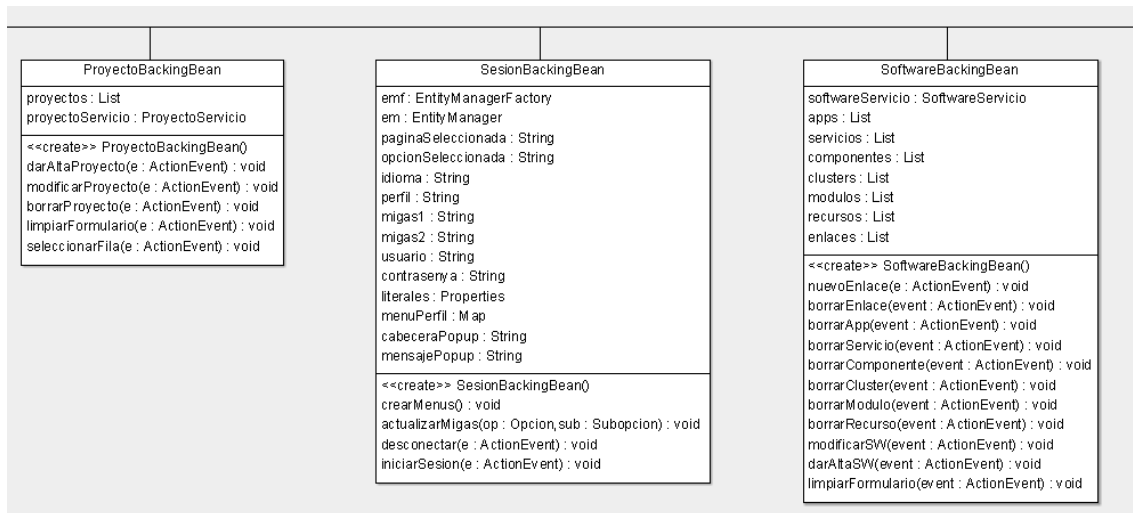 ProyectoBackingBean
proyectos : List
proyectoServicio : ProyectoServicio
<<create>> ProyectoBackingBean()
darAltaProyecto(e : ActionEvent) : void
modificarProyecto(e : ActionEvent) : void
borrarProyecto(e : ActionEvent) : void
limpiarFormulario(e : ActionEvent) : void
seleccionarFila(e : ActionEvent) : void
SesionBackingBean
emf : EntityManagerFactory
em : EntityManager
paginaSeleccionada : String
opcionSeleccionada : String
idioma : String
perfil : String
migas1 : String
migas2 : String
usuario : String
contrasenya : String
literales : Properties
menuPerfil : Map
cabeceraPopup : String
mensajePopup : String
<<create>> SesionBackingBean()
crearMenus() : void
actualizarMigas(op : Opcion,sub : Subopcion) : void
desconectar(e : ActionEvent) : void
iniciarSesion(e : ActionEvent) : void
SoftwareBackingBean
softwareServicio : SoftwareServicio
apps : List
servicios : List
componentes : List
clusters : List
modulos : List
recursos : List
enlaces : List
<<create>> SoftwareBackingBean()
nuevoEnlace(e : ActionEvent) : void
borrarEnlace(event : ActionEvent) : void
borrarApp(event : ActionEvent) : void
borrarServicio(event : ActionEvent) : void
borrarComponente(event : ActionEvent) : void
borrarCluster(event : ActionEvent) : void
borrarModulo(event : ActionEvent) : void
borrarRecurso(event : ActionEvent) : void
modificarSW(event : ActionEvent) : void
darAltaSW(event : ActionEvent) : void
limpiarFormulario(event : ActionEvent) : void